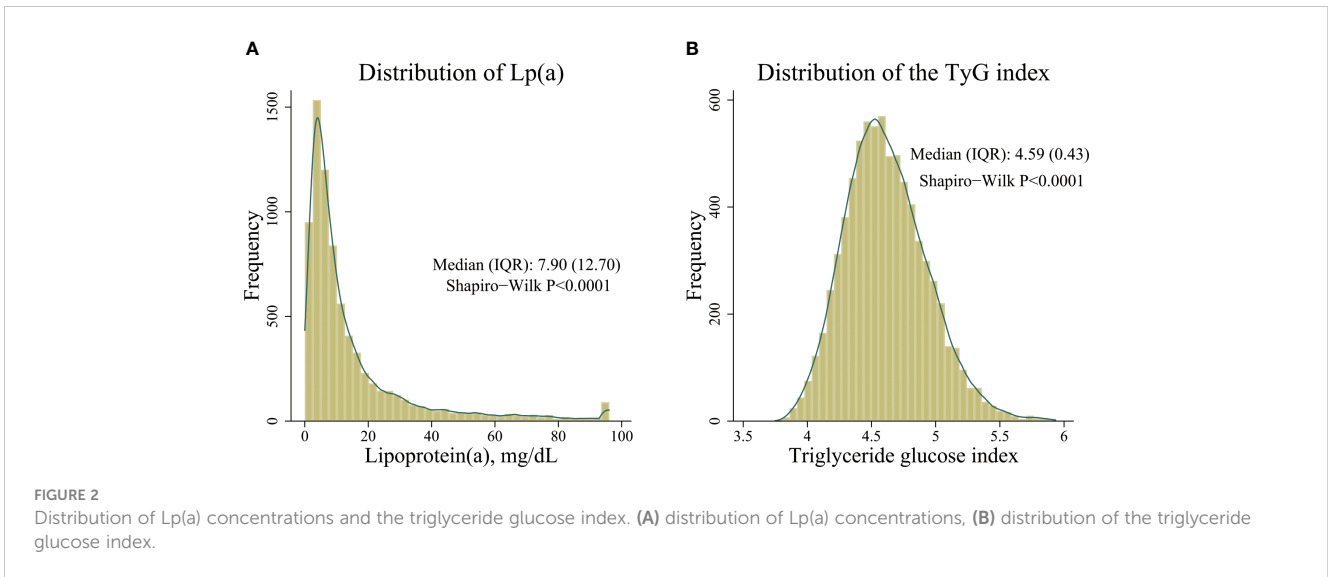 A
Distribution of Lp(a)
1500
1000
500
0
Frequency
Median (IQR): 7.90 (12.70)
Shapiro−Wilk P<0.0001
0 20 40 60 80 100
Lipoprotein(a), mg/dL
B
Distribution of the TyG index
600
400
200
0
Frequency
Median (IQR): 4.59 (0.43)
Shapiro−Wilk P<0.0001
3.5 4 4.5 5 5.5 6
Triglyceride glucose index
FIGURE 2
Distribution of Lp(a) concentrations and the triglyceride glucose index. (A) distribution of Lp(a) concentrations, (B) distribution of the triglyceride
glucose index.